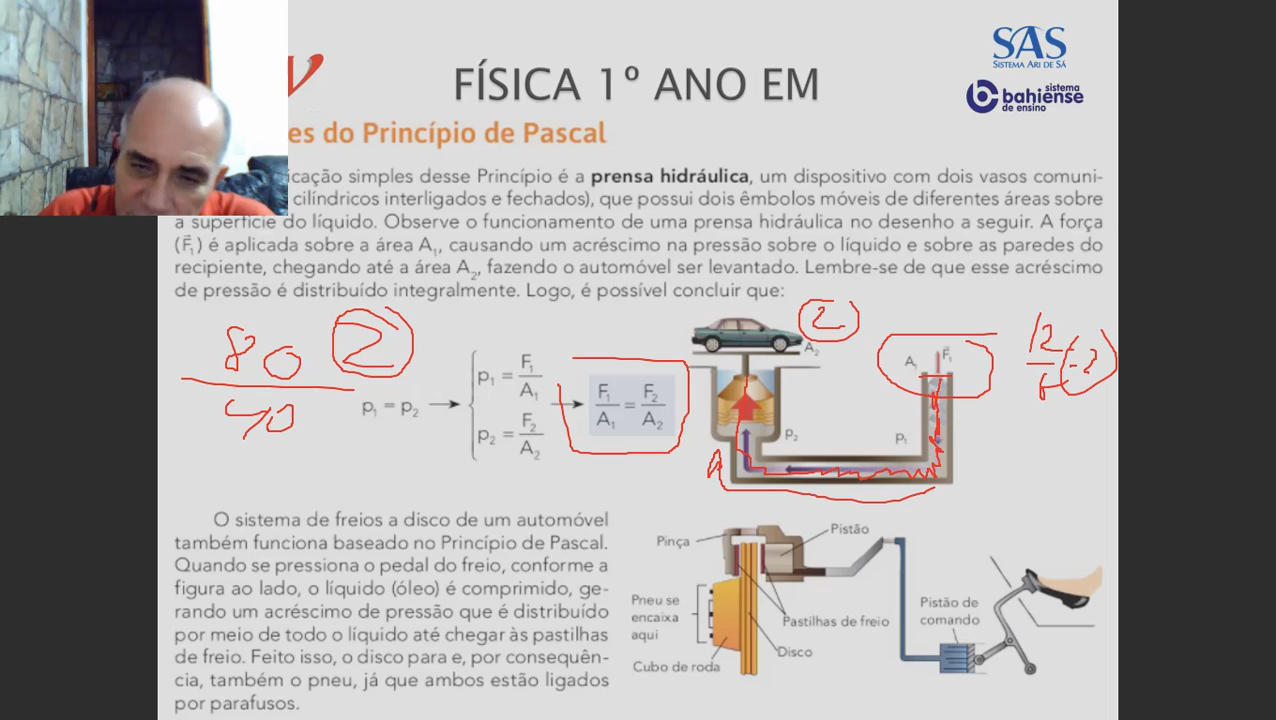 SAS
SISTEMA ARI DE SÁ
FÍSICA 1º ANO EM
sistema
bahiense
de ensino
es do Princípio de Pascal
icação simples desse Princípio é a prensa hidráulica, um dispositivo com dois vasos comuni-
cilíndricos interligados e fechados), que possui dois êmbolos móveis de diferentes áreas sobre
a superfície do líquido. Observe o funcionamento de uma prensa hidráulica no desenho a seguir. A força
(F₁) é aplicada sobre a área A₁, causando um acréscimo na pressão sobre o líquido e sobre as paredes do
recipiente, chegando até a área A₂, fazendo o automóvel ser levantado. Lembre-se de que esse acréscimo
de pressão é distribuído integralmente. Logo, é possível concluir que:
80
40
2
p₁ = p₂
p₁ = F₁/A₁
p₂ = F₂/A₂
F₁/A₁ = F₂/A₂
2
A₂
A₁
F₁
12
2
p₂
p₁
O sistema de freios a disco de um automóvel
também funciona baseado no Princípio de Pascal.
Quando se pressiona o pedal do freio, conforme a
figura ao lado, o líquido (óleo) é comprimido, ge-
rando um acréscimo de pressão que é distribuído
por meio de todo o líquido até chegar às pastilhas
de freio. Feito isso, o disco para e, por consequên-
cia, também o pneu, já que ambos estão ligados
por parafusos.
Pinça
Pistão
Pneu se
encaixa
aqui
Pastilhas de freio
Disco
Cubo de roda
Pistão de
comando